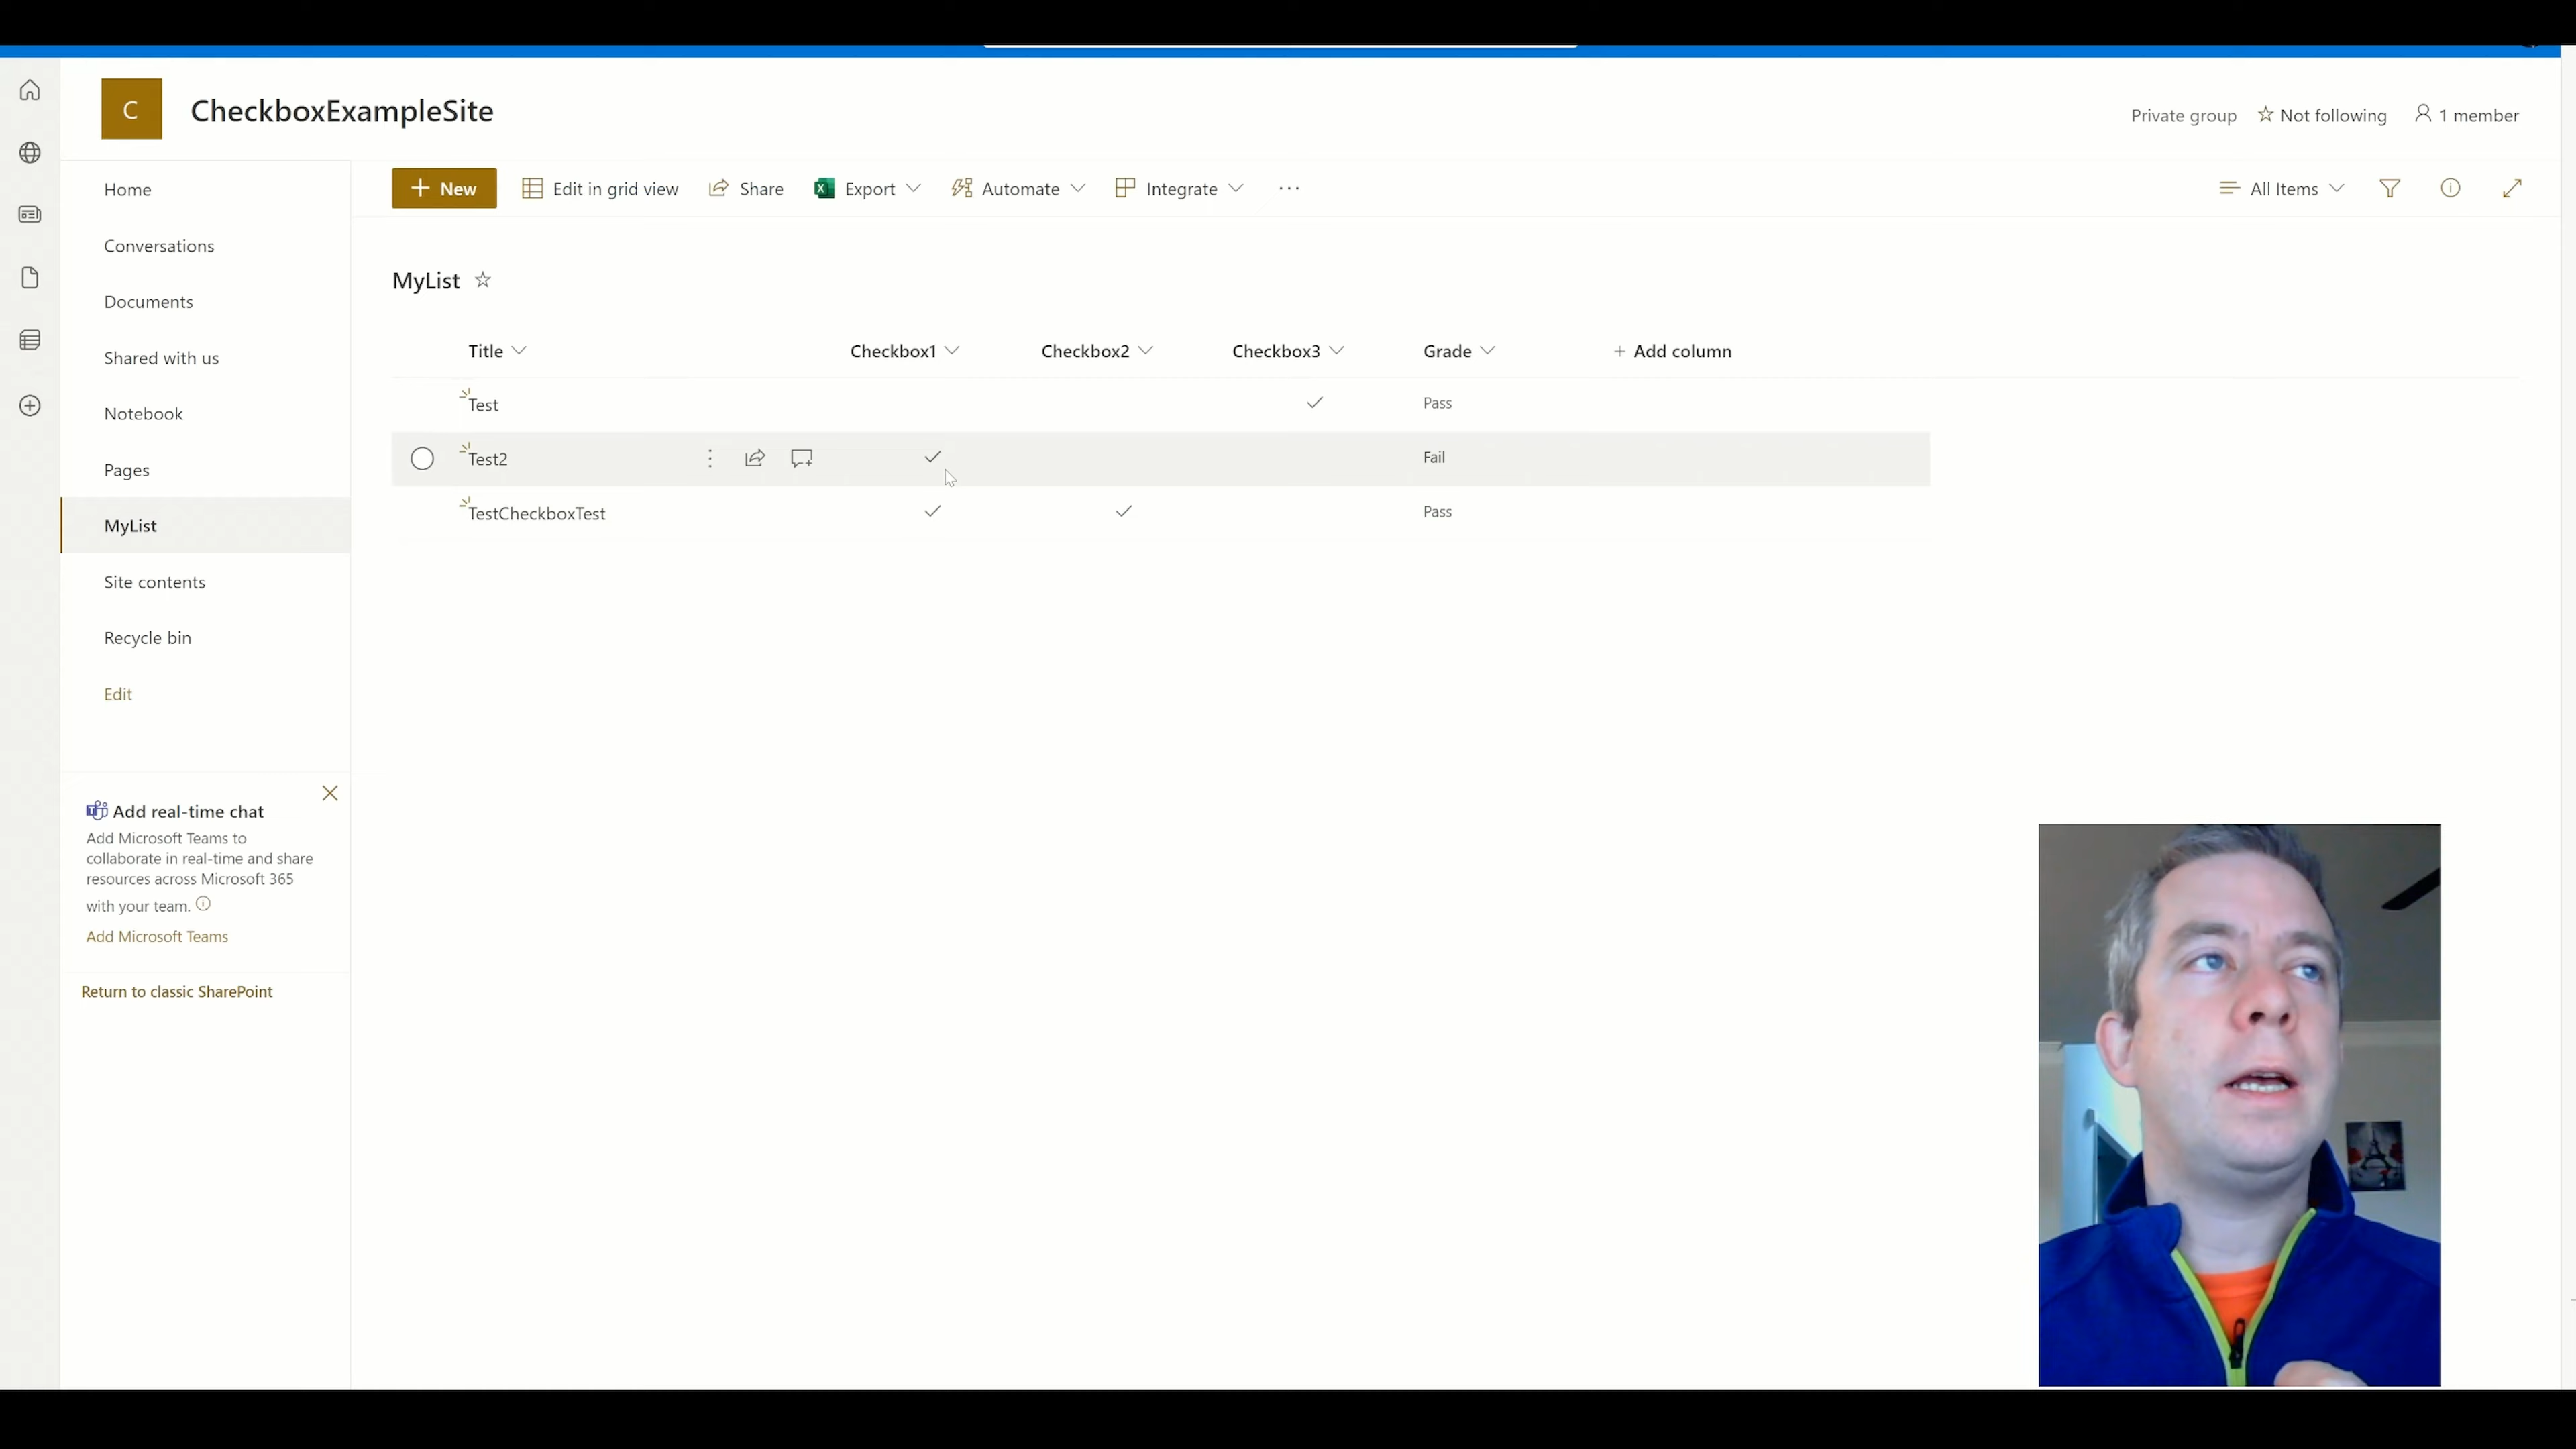 C
CheckboxExampleSite
Private group
Not following
1 member
Home
Conversations
Documents
Shared with us
Notebook
Pages
MyList
Site contents
Recycle bin
Edit
New
Edit in grid view
Share
Export
Automate
Integrate
All Items
MyList
Title
Checkbox1
Checkbox2
Checkbox3
Grade
+ Add column
Test
Pass
Test2
Fail
TestCheckboxTest
Pass
Add real-time chat
Add Microsoft Teams to
collaborate in real-time and share
resources across Microsoft 365
with your team.
Add Microsoft Teams
Return to classic SharePoint